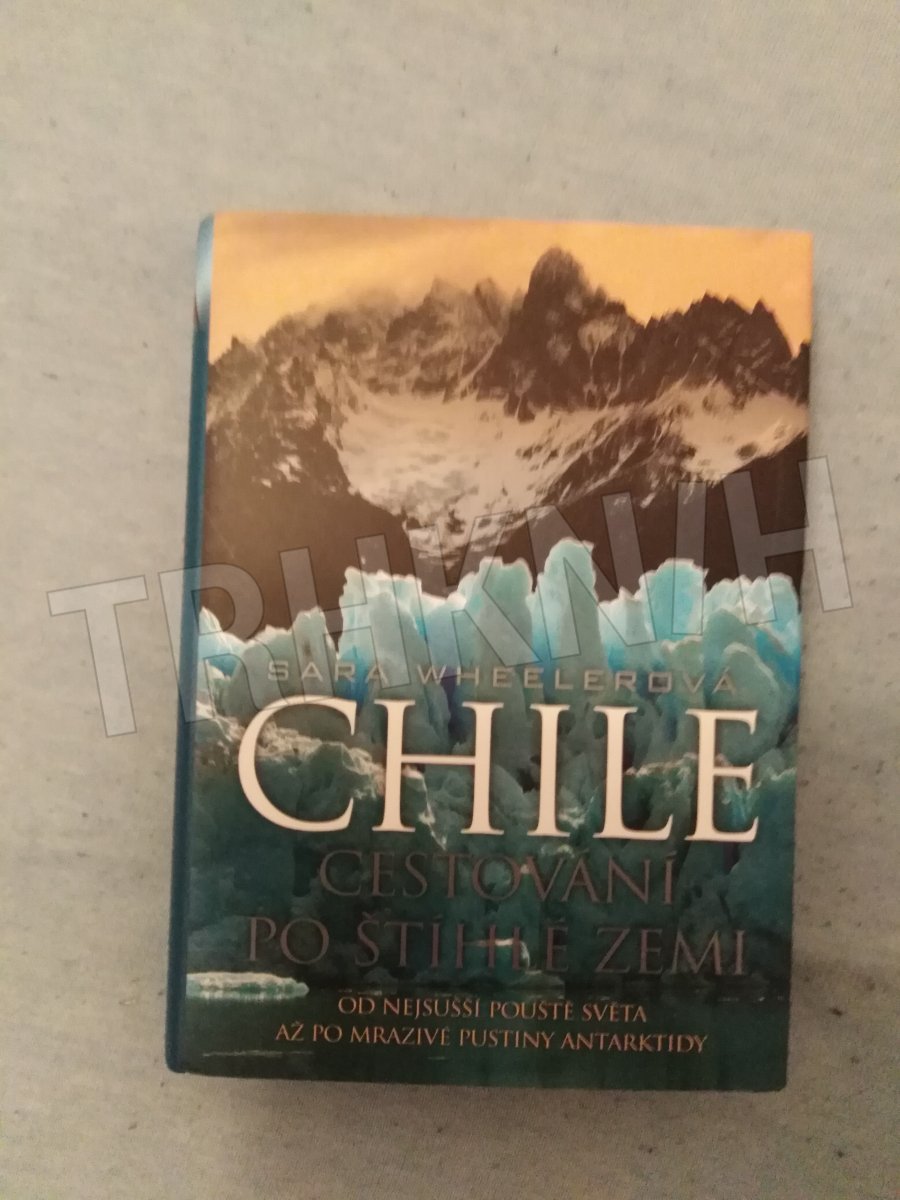 TRHKNIH
SARA WHEELEROVÁ
CHILE
CESTOVÁNÍ
PO ŠTÍHLÉ ZEMI
OD NEJSUŠŠÍ POUŠTĚ SVĚTA
AŽ PO MRAZIVÉ PUSTINY ANTARKTIDY